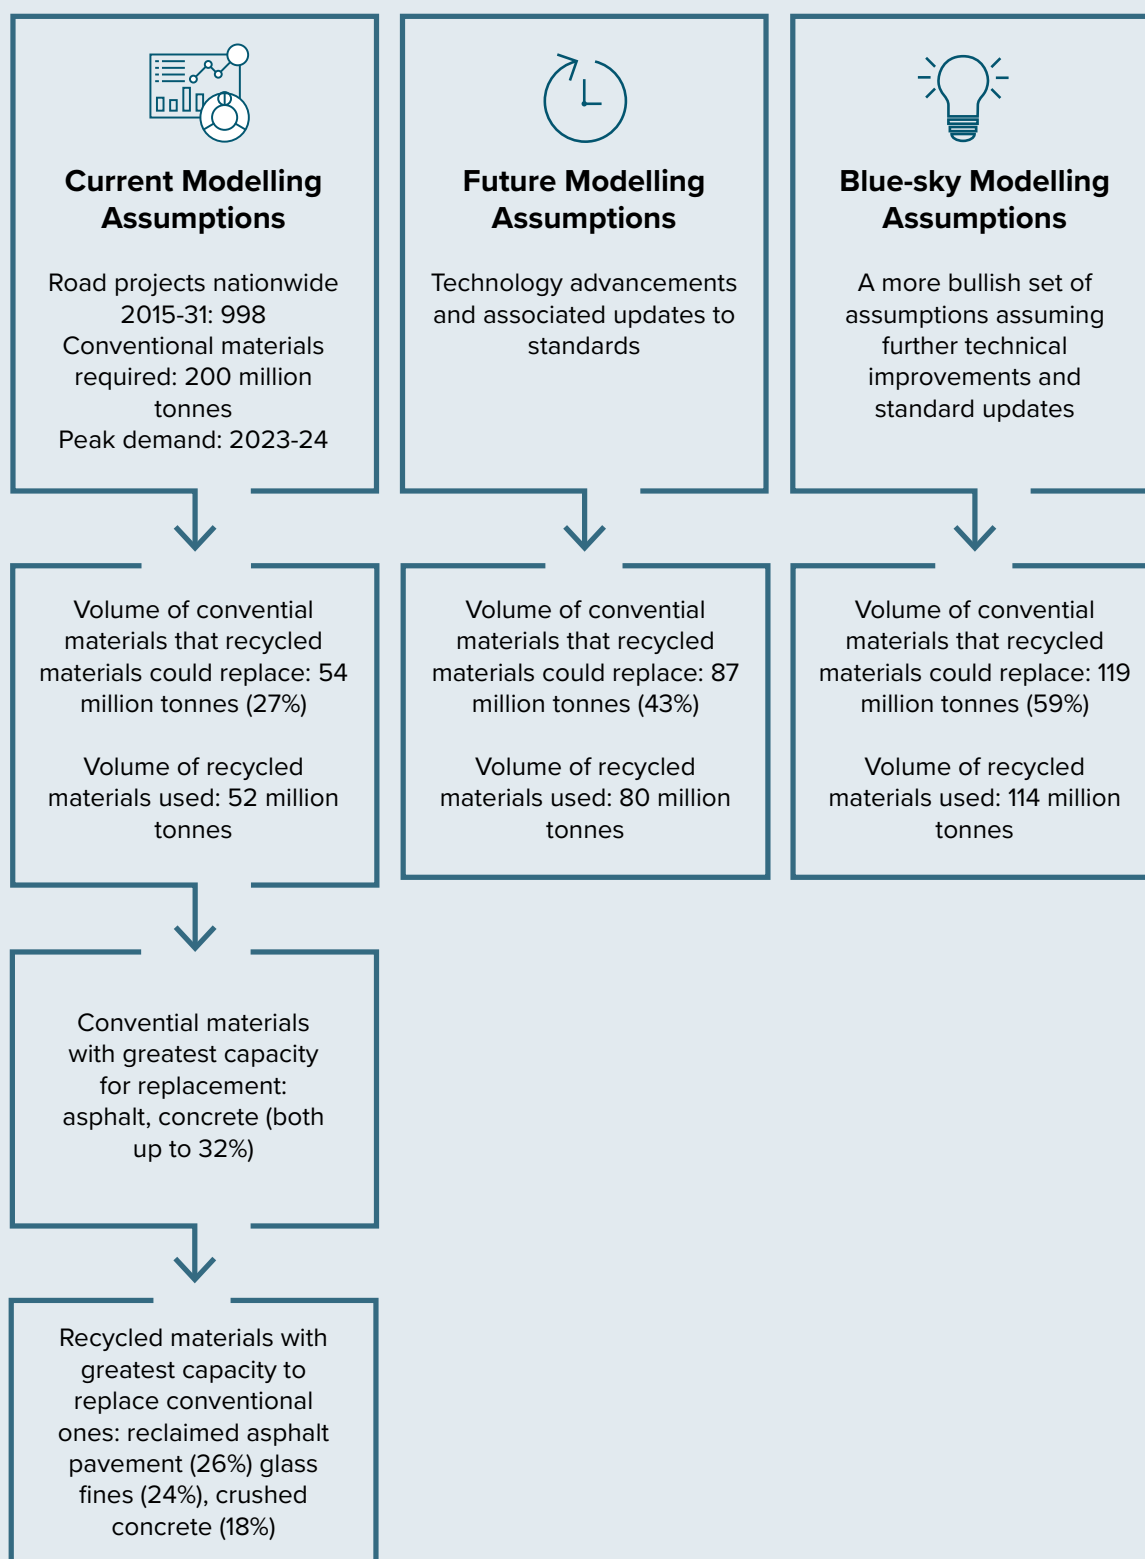 Current Modelling
Assumptions
Road projects nationwide
2015-31: 998
Conventional materials
required: 200 million
tonnes
Peak demand: 2023-24
Future Modelling
Assumptions
Technology advancements
and associated updates to
standards
Blue-sky Modelling
Assumptions
A more bullish set of
assumptions assuming
further technical
improvements and
standard updates
Volume of convential
materials that recycled
materials could replace: 54
million tonnes (27%)
Volume of recycled
materials used: 52 million
tonnes
Volume of convential
materials that recycled
materials could replace: 87
million tonnes (43%)
Volume of recycled
materials used: 80 million
tonnes
Volume of convential
materials that recycled
materials could replace: 119
million tonnes (59%)
Volume of recycled
materials used: 114 million
tonnes
Convential materials
with greatest capacity
for replacement:
asphalt, concrete (both
up to 32%)
Recycled materials with
greatest capacity to
replace conventional
ones: reclaimed asphalt
pavement (26%) glass
fines (24%), crushed
concrete (18%)